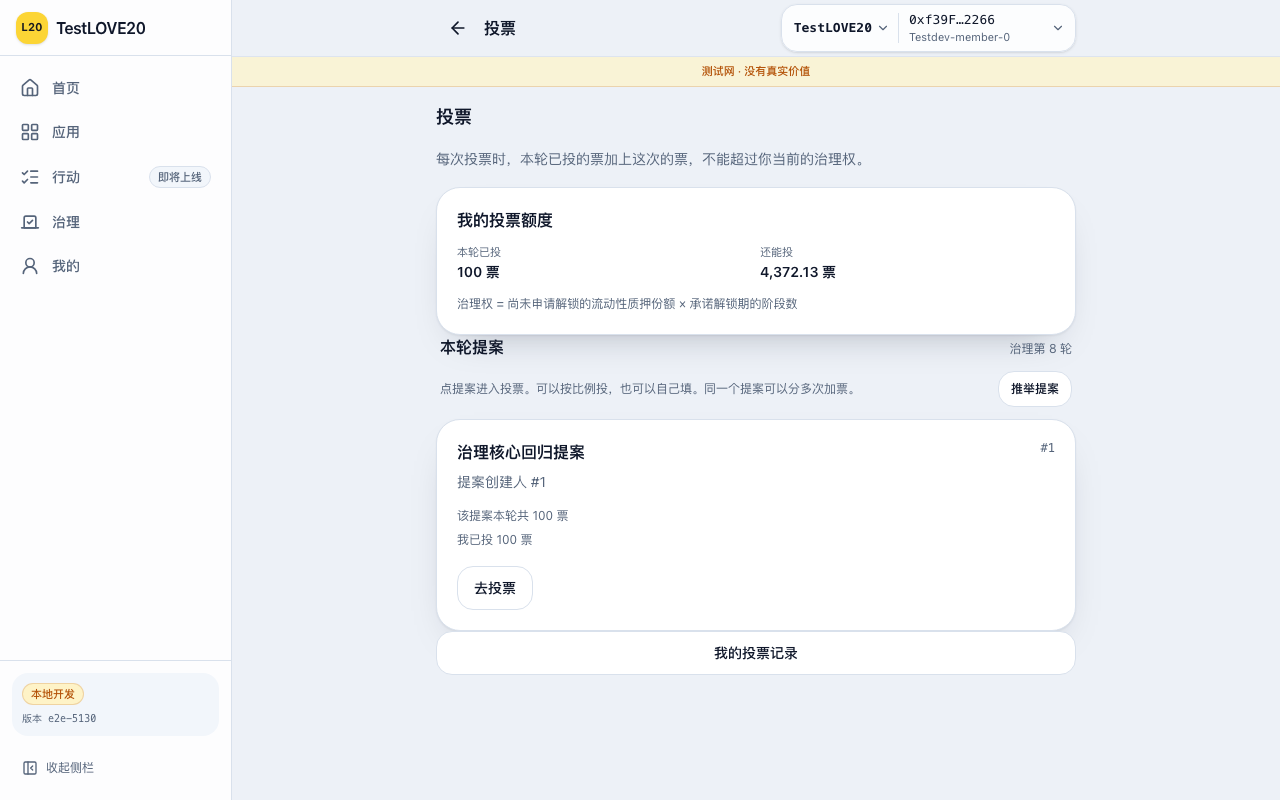 L20 TestLOVE20
首页
应用
行动 即将上线
治理
我的
本地开发
版本 e2e-5130
收起侧栏
投票
TestLOVE20
0xf39F…2266
Testdev-member-0
测试网 · 没有真实价值
投票
每次投票时，本轮已投的票加上这次的票，不能超过你当前的治理权。
我的投票额度
本轮已投 还能投
100 票 4,372.13 票
治理权 = 尚未申请解锁的流动性质押份额 × 承诺解锁期的阶段数
本轮提案 治理第 8 轮
点提案进入投票。可以按比例投，也可以自己填。同一个提案可以分多次加票。 推举提案
治理核心回归提案 #1
提案创建人 #1
该提案本轮共 100 票
我已投 100 票
去投票
我的投票记录